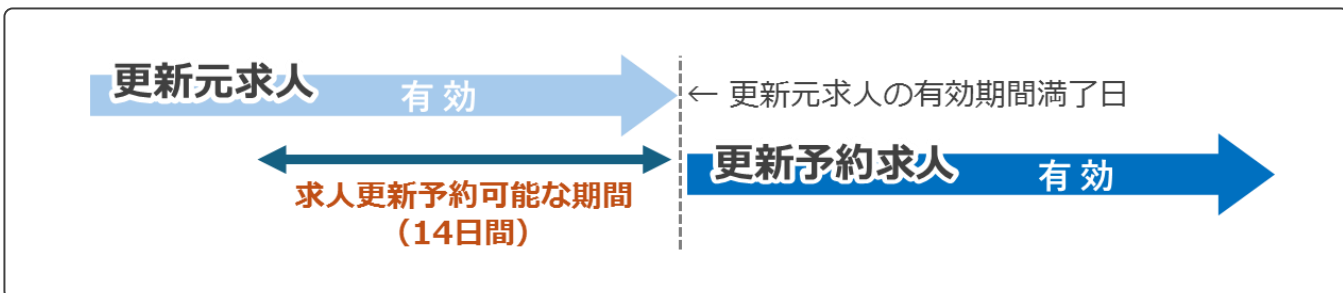 更新元求人 有 効
← 更新元求人の有効期間満了日
更新予約求人 有 効
求人更新予約可能な期間
（14日間）